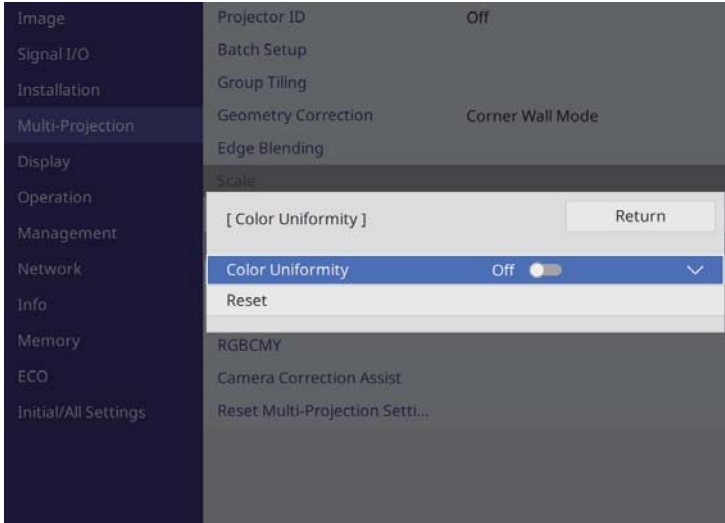 Image
Signal I/O
Installation
Multi-Projection
Display
Operation
Management
Network
Info
Memory
ECO
Initial/All Settings
Projector ID Off
Batch Setup
Group Tiling
Geometry Correction Corner Wall Mode
Edge Blending
Scale
[ Color Uniformity ] Return
Color Uniformity Off
Reset
RGBCMY
Camera Correction Assist
Reset Multi-Projection Setti...